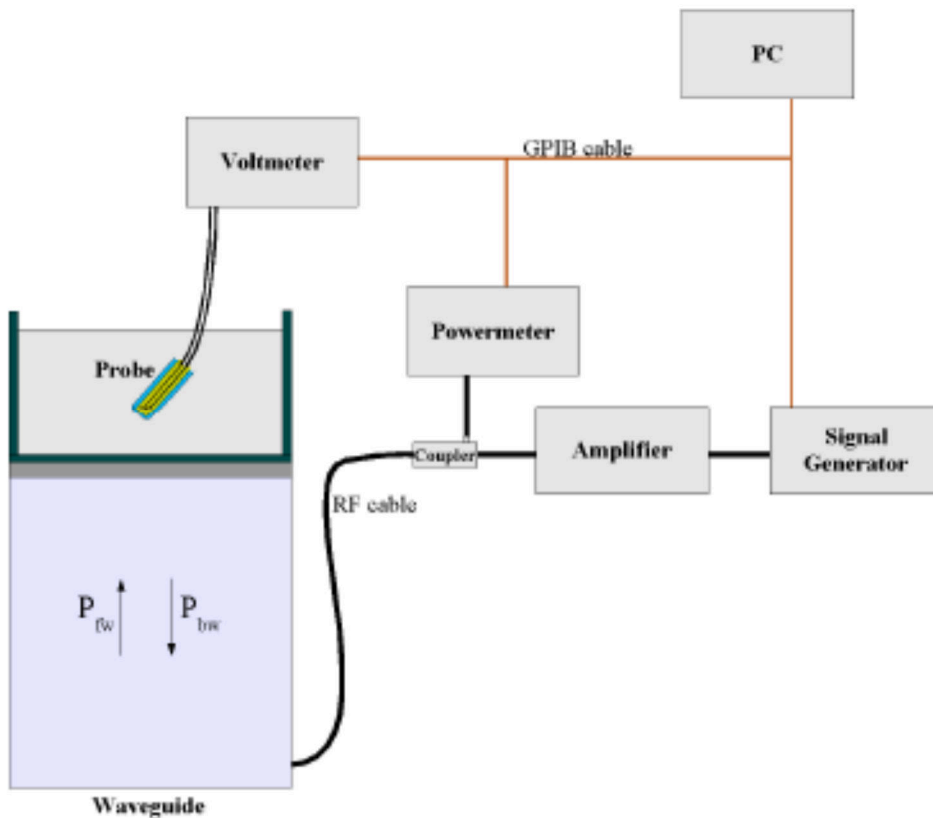 PC
Voltmeter
GPIB cable
Powermeter
Probe
Coupler
Amplifier
Signal
Generator
RF cable
P fw
P bw
Waveguide